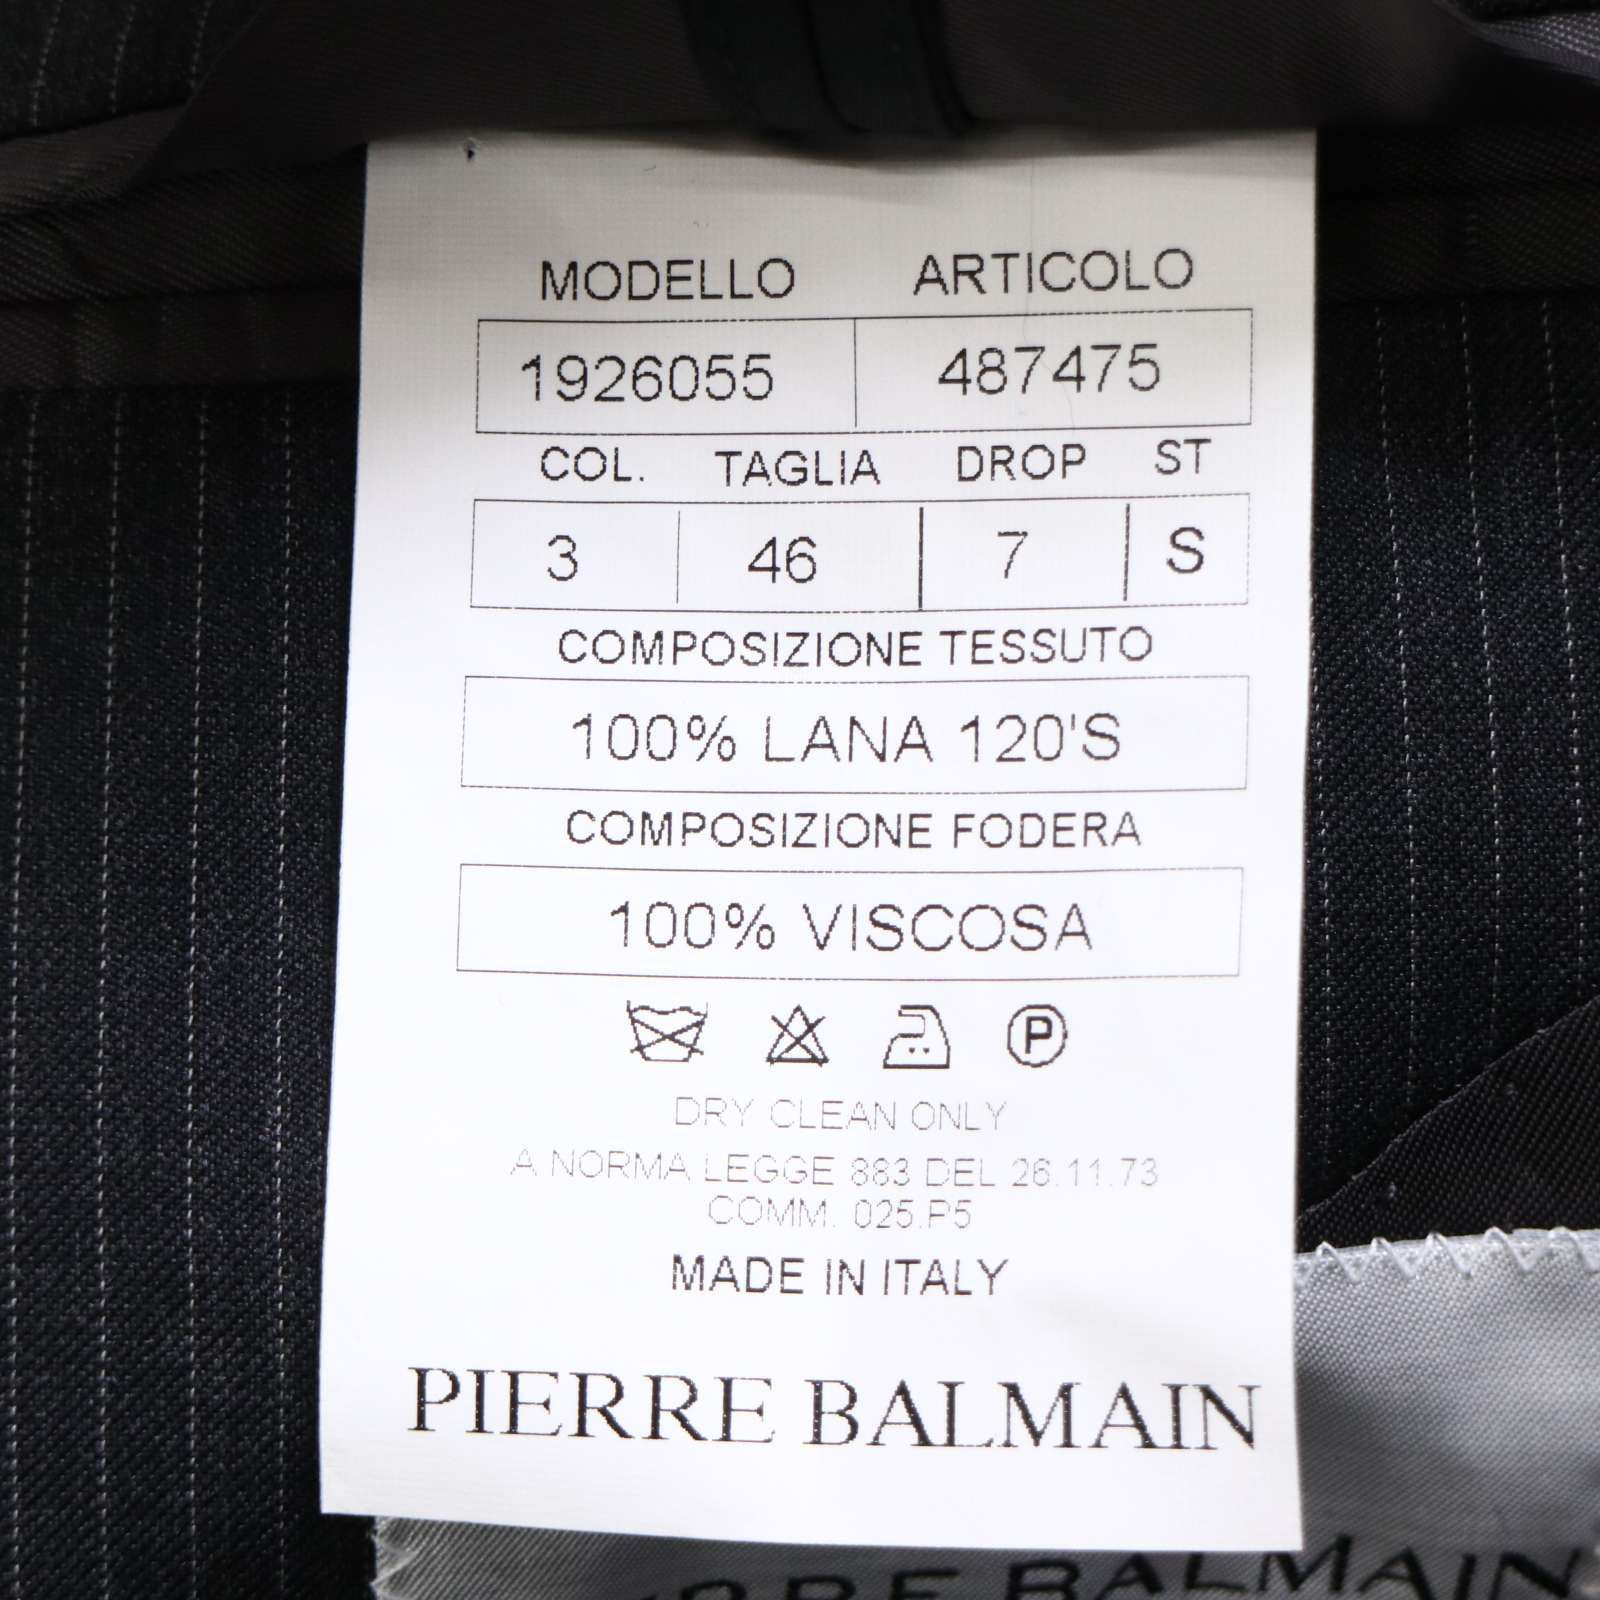 MODELLO ARTICOLO
1926055 487475
COL. TAGLIA DROP ST
3 46 7 S
COMPOSIZIONE TESSUTO
100% LANA 120'S
COMPOSIZIONE FODERA
100% VISCOSA
P
DRY CLEAN ONLY
A NORMA LEGGE 883 DEL 26.11.73
COMM. 025.P5
MADE IN ITALY
PIERRE BALMAIN
BALMAIN